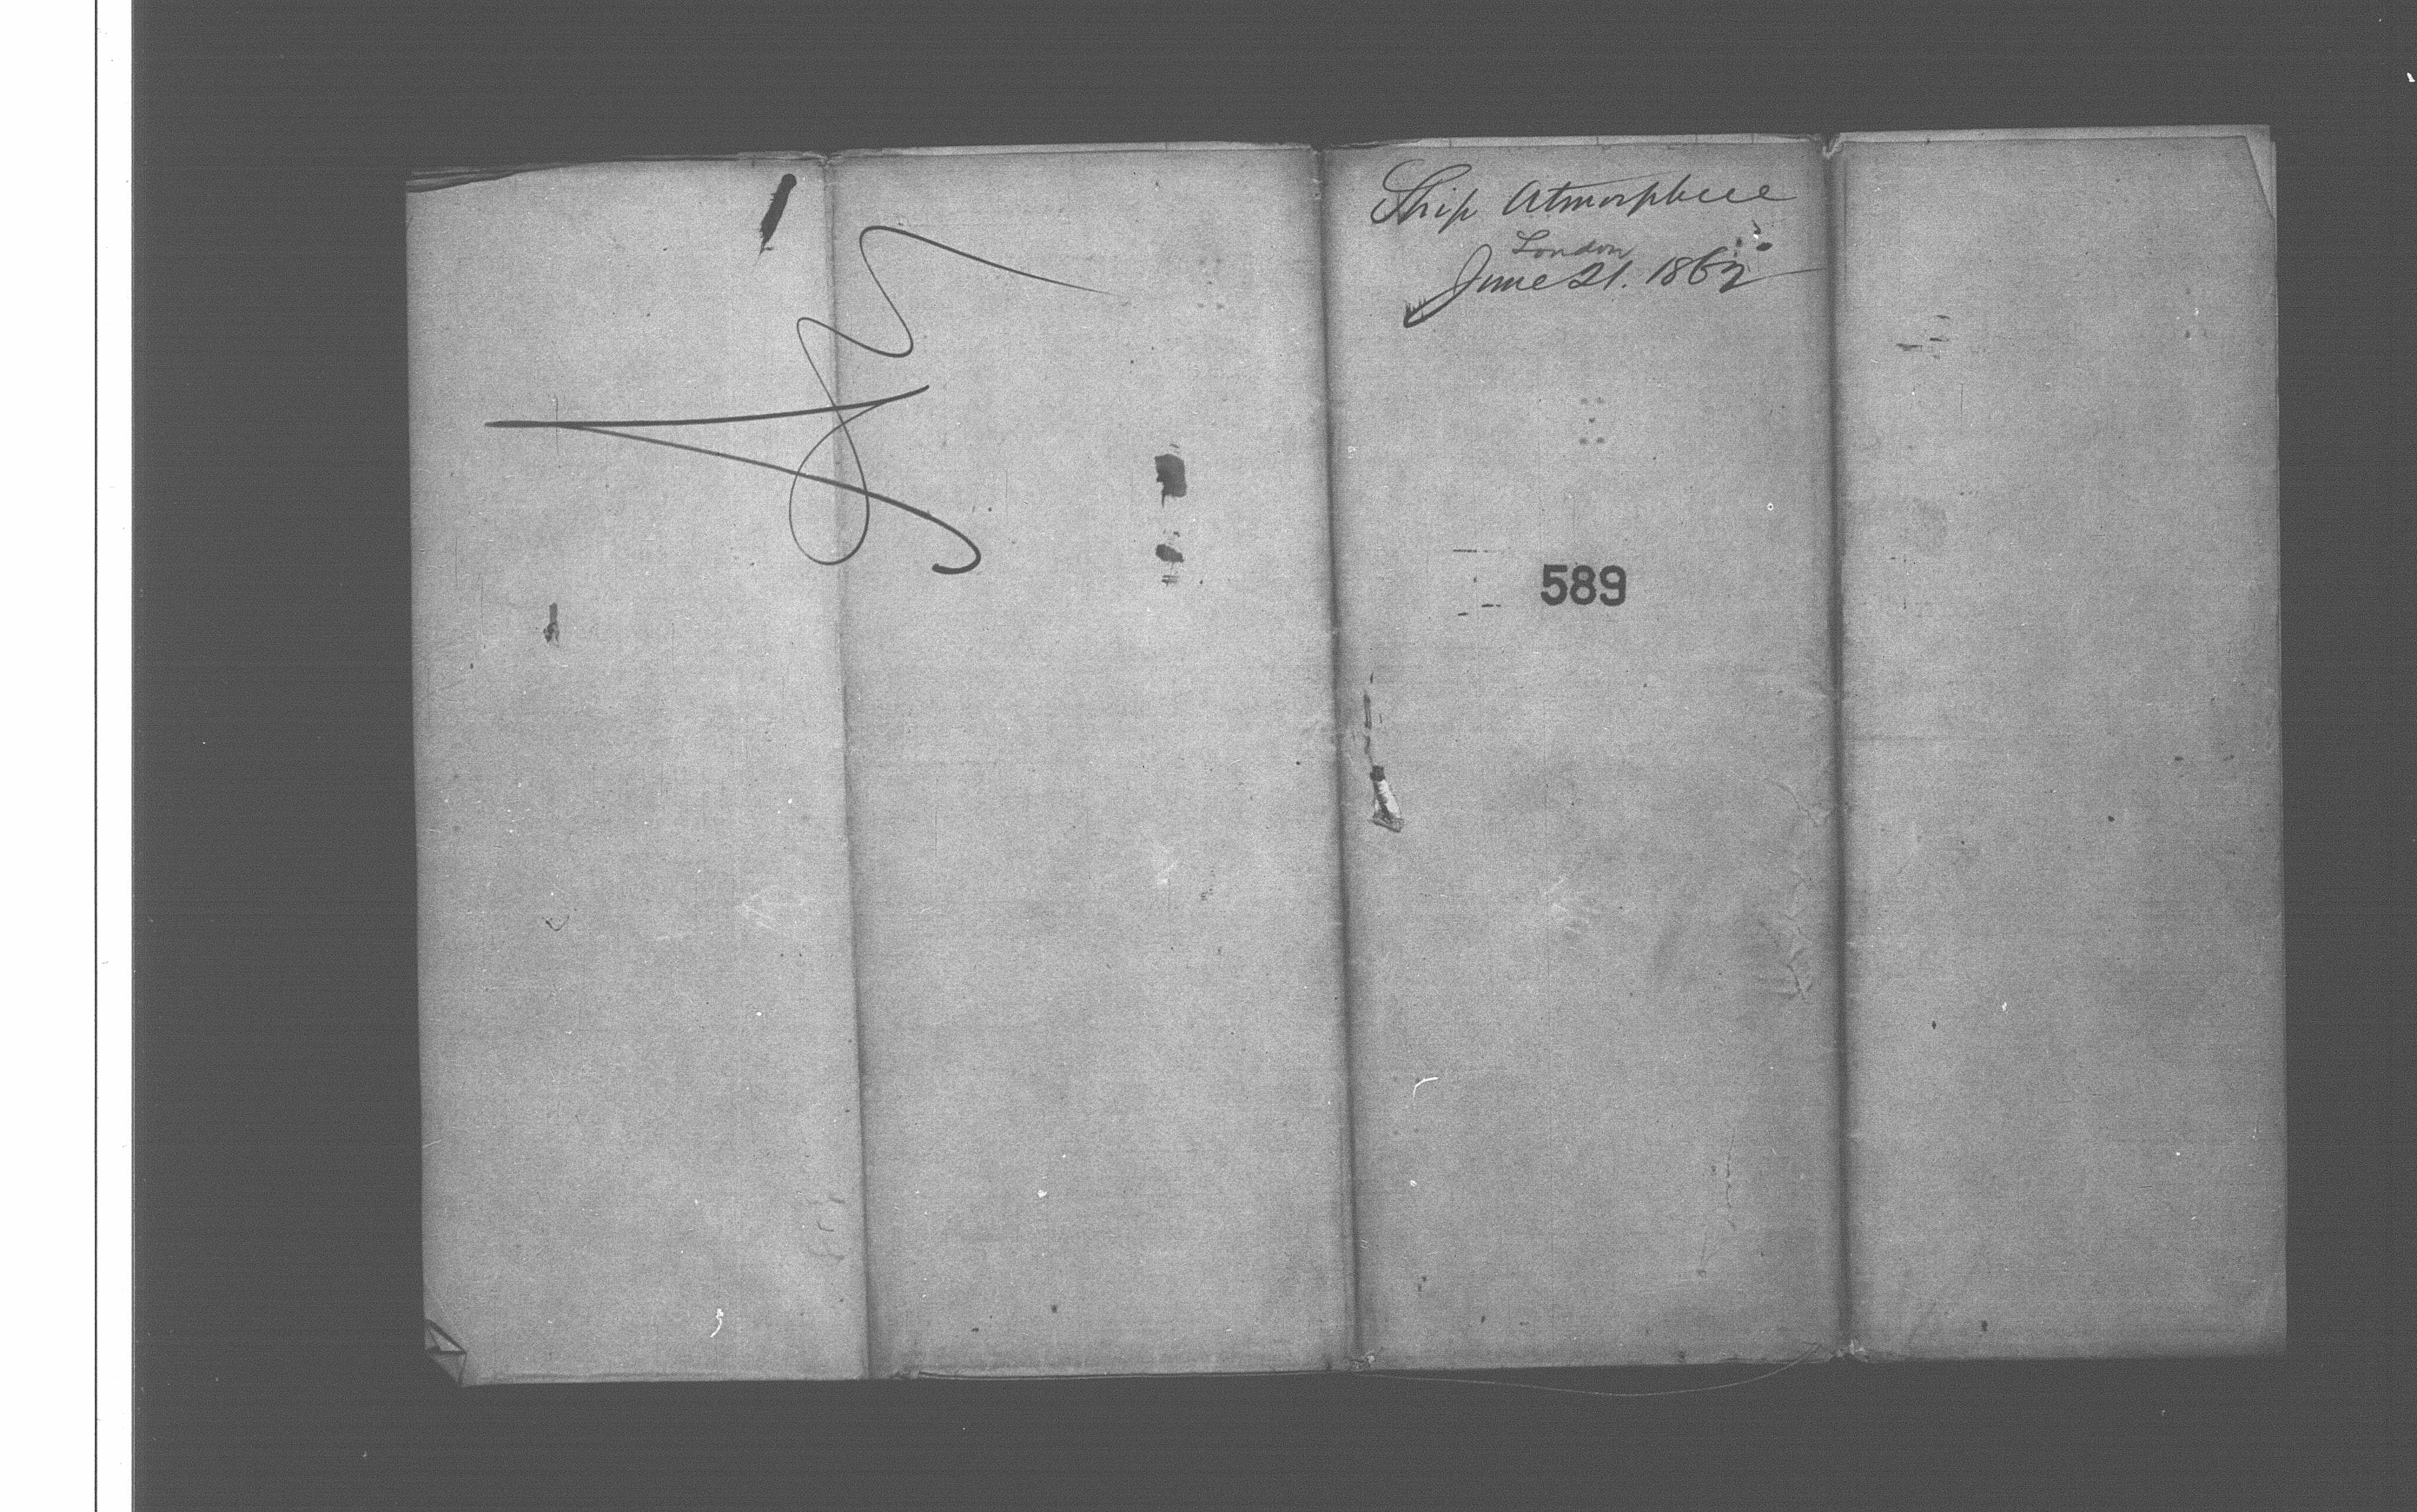 Ship Atmosphere
London
June 21. 1862
589